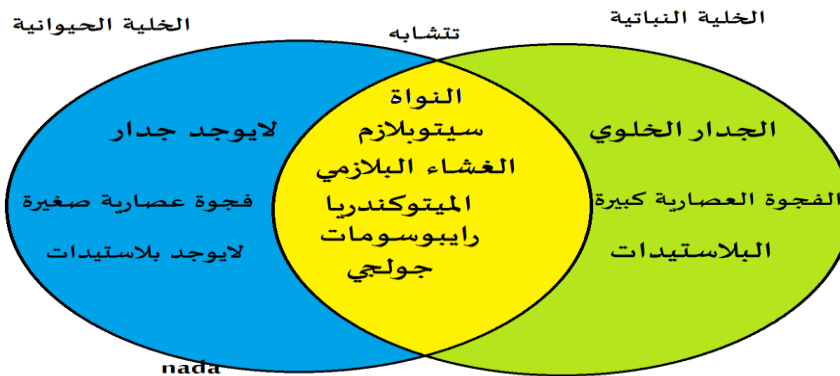 الخلية النباتية
تتشابه
الخلية الحيوانية
الجدار الخلوي
الفجوة العصارية كبيرة
البلاستيدات
النواة
سيتوبلازم
الغشاء البلازمي
الميتوكندريا
رايبوسومات
جولجي
لايوجد جدار
فجوة عصارية صغيرة
لايوجد بلاستيدات
nada